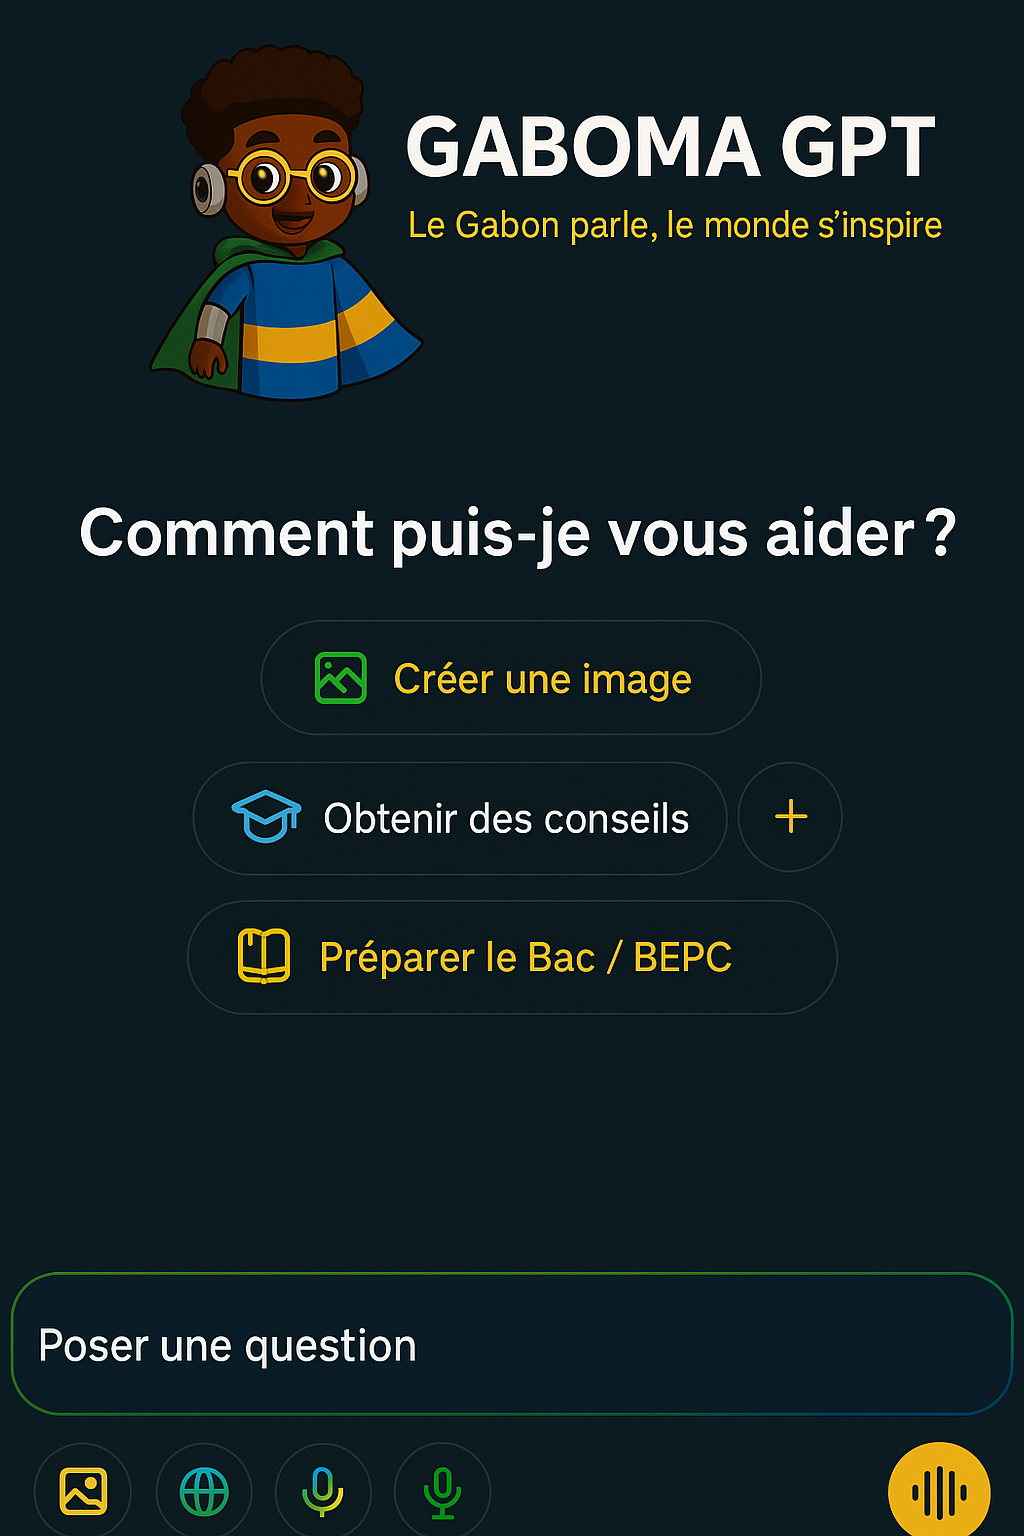 GABOMA GPT
Le Gabon parle, le monde s’inspire
Comment puis-je vous aider ?
Créer une image
Obtenir des conseils
Préparer le Bac / BEPC
Poser une question